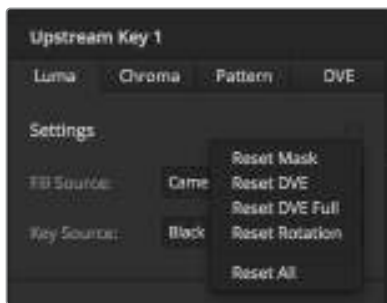 Upstream Key 1
Luma Chroma Pattern DVE
Settings
Reset Mask
Fill Source: Came Reset DVE
Reset DVE Full
Key Source: Black Reset Rotation
Reset All